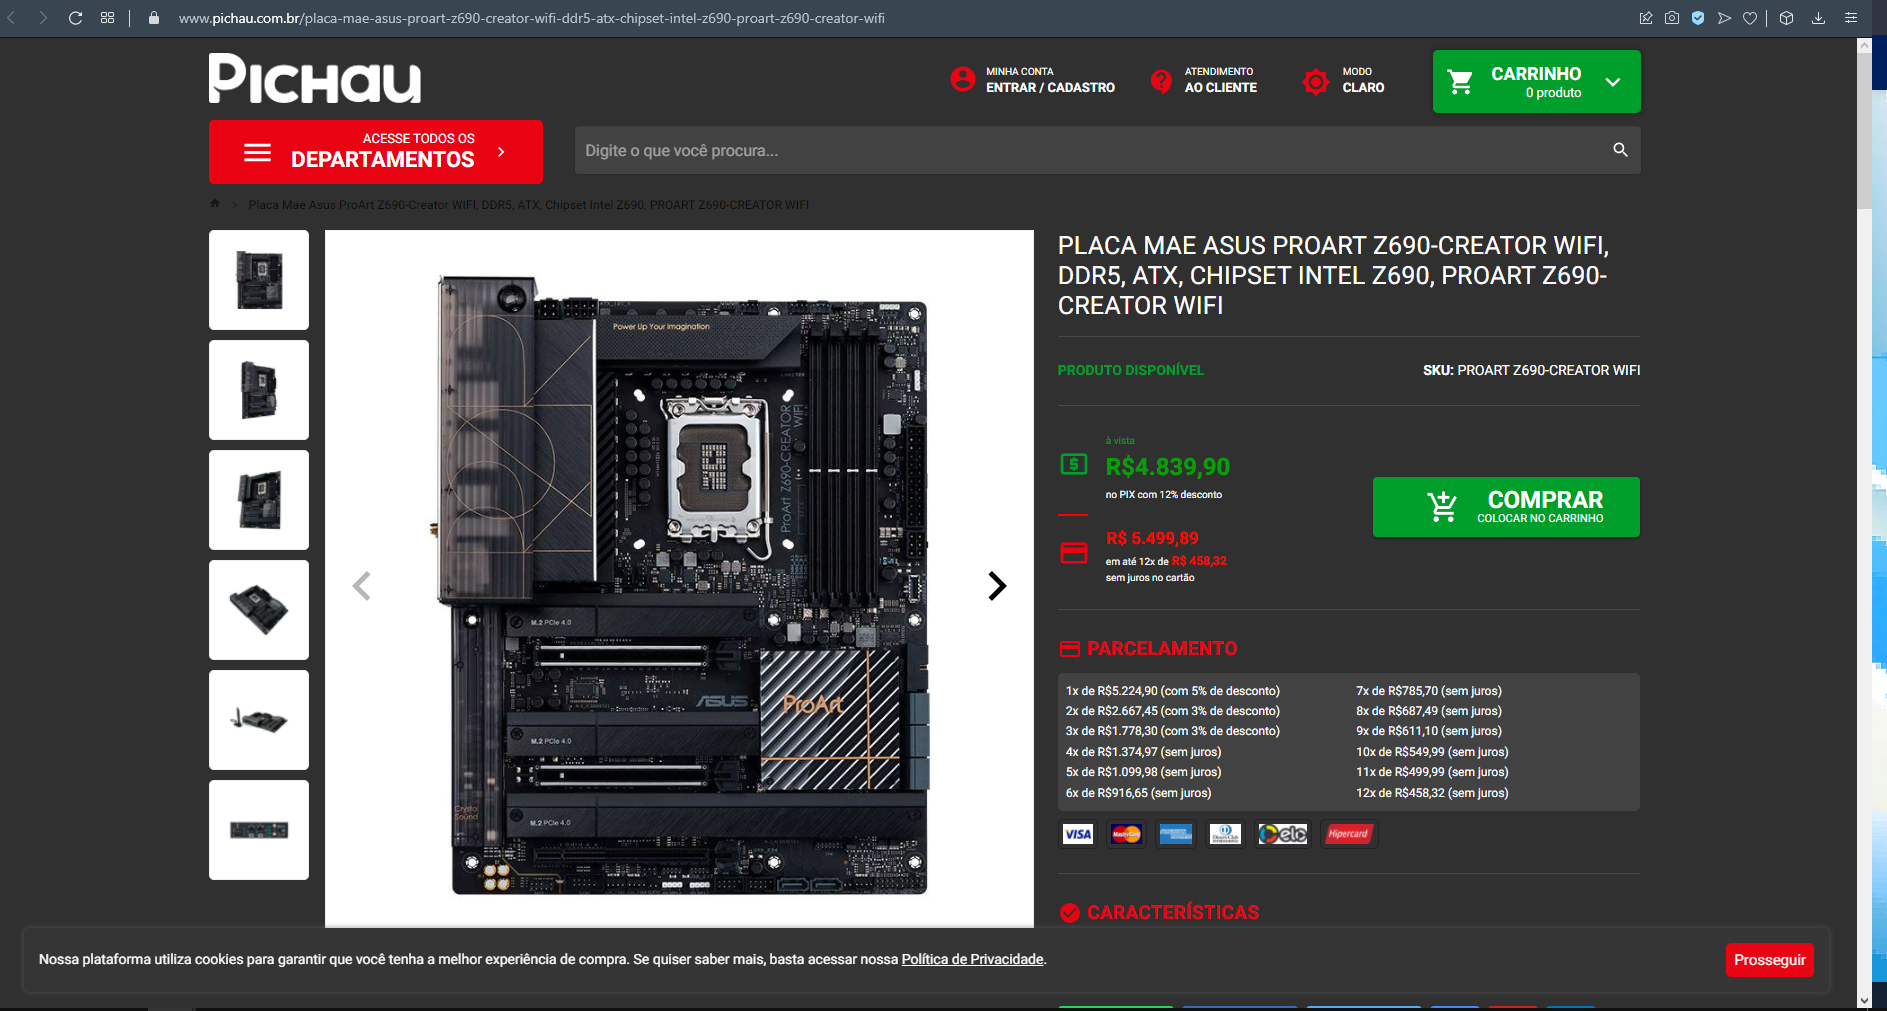 www.pichau.com.br/placa-mae-asus-proart-z690-creator-wifi-ddr5-atx-chipset-intel-z690-proart-z690-creator-wifi
PICHAU
MINHA CONTA
ENTRAR / CADASTRO
ATENDIMENTO
AO CLIENTE
MODO
CLARO
CARRINHO
0 produto
ACESSE TODOS OS
DEPARTAMENTOS
Digite o que você procura...
Placa Mae Asus ProArt Z690-Creator WIFI, DDR5, ATX, Chipset Intel Z690, PROART Z690-CREATOR WIFI
Power Up Your Imagination
ProArt Z690-CREATOR
WIFI
M.2 PCIe 4.0
ASUS
ProArt
M.2 PCIe 4.0
Crystal
Sound
M.2 PCIe 4.0
PLACA MAE ASUS PROART Z690-CREATOR WIFI,
DDR5, ATX, CHIPSET INTEL Z690, PROART Z690-
CREATOR WIFI
PRODUTO DISPONÍVEL
SKU: PROART Z690-CREATOR WIFI
à vista
R$4.839,90
no PIX com 12% desconto
R$ 5.499,89
em até 12x de R$ 458,32
sem juros no cartão
COMPRAR
COLOCAR NO CARRINHO
PARCELAMENTO
1x de R$5.224,90 (com 5% de desconto)
2x de R$2.667,45 (com 3% de desconto)
3x de R$1.778,30 (com 3% de desconto)
4x de R$1.374,97 (sem juros)
5x de R$1.099,98 (sem juros)
6x de R$916,65 (sem juros)
7x de R$785,70 (sem juros)
8x de R$687,49 (sem juros)
9x de R$611,10 (sem juros)
10x de R$549,99 (sem juros)
11x de R$499,99 (sem juros)
12x de R$458,32 (sem juros)
VISA
MasterCard
Diners Club
elo
Hipercard
CARACTERÍSTICAS
Nossa plataforma utiliza cookies para garantir que você tenha a melhor experiência de compra. Se quiser saber mais, basta acessar nossa Política de Privacidade.
Prosseguir